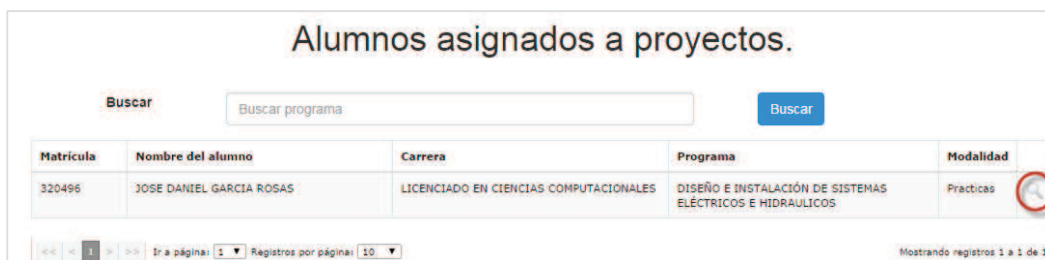 Alumnos asignados a proyectos.
Buscar Buscar programa Buscar
Matrícula Nombre del alumno Carrera Programa Modalidad
320496 JOSE DANIEL GARCIA ROSAS LICENCIADO EN CIENCIAS COMPUTACIONALES DISEÑO E INSTALACIÓN DE SISTEMAS Practicas
ELÉCTRICOS E HIDRAULICOS
<< < 1 > >> Ir a página: 1 ▼ Registros por página: 10 ▼ Mostrando registros 1 a 1 de 1